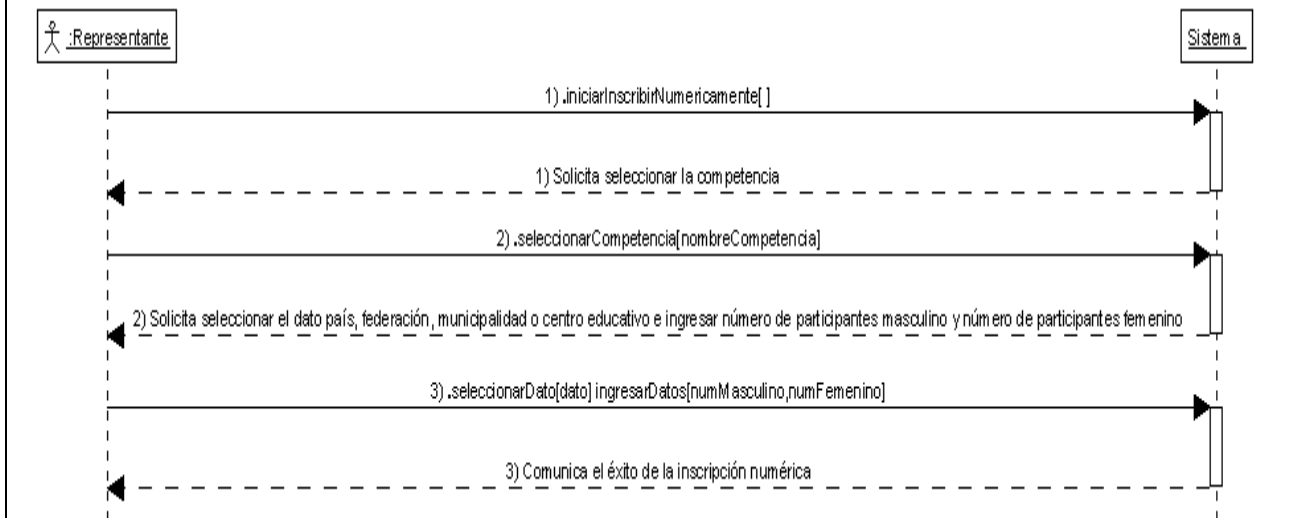 :Representante
Sistema
1) .iniciarInscribirNumericamente[ ]
1) Solicita seleccionar la competencia
2) .seleccionarCompetencia[nombreCompetencia]
2) Solicita seleccionar el dato país, federación, municipalidad o centro educativo e ingresar número de participantes masculino y número de participantes femenino
3) .seleccionarDato[dato] ingresarDatos[numMasculino,numFemenino]
3) Comunica el éxito de la inscripción numérica